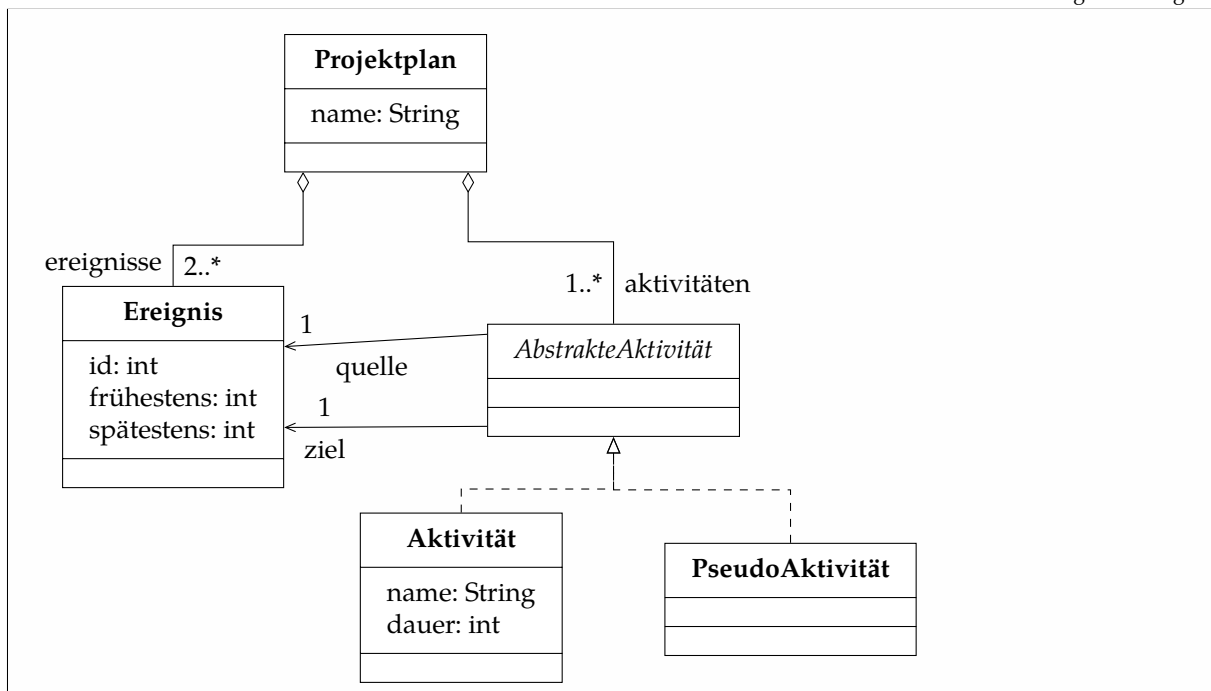 Projektplan
name: String
ereignisse
2..*
1..*
aktivitäten
Ereignis
id: int
frühestens: int
spätestens: int
1
quelle
1
ziel
AbstrakteAktivität
Aktivität
name: String
dauer: int
PseudoAktivität